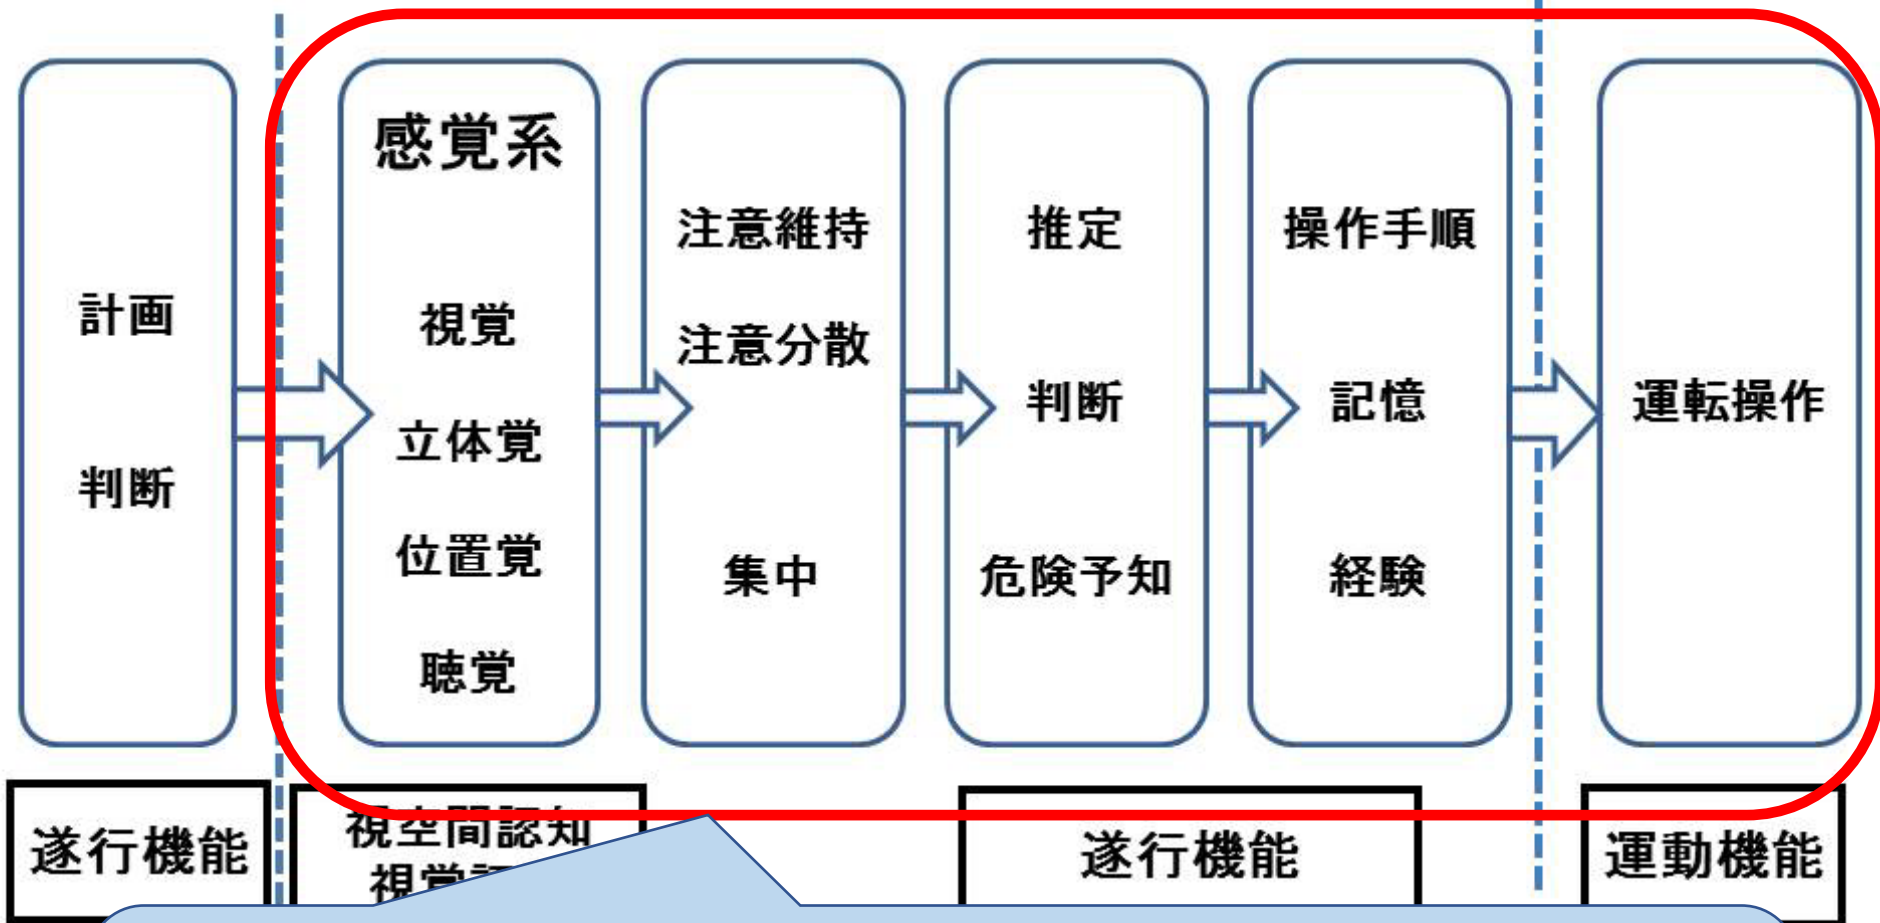 計画
判断
感覚系
視覚
立体覚
位置覚
聴覚
注意維持
注意分散
集中
推定
判断
危険予知
操作手順
記憶
経験
運転操作
遂行機能
視空間認知
視覚
遂行機能
運動機能